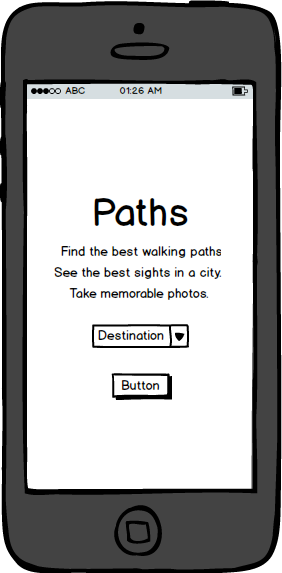 ABC 01:26 AM
Paths
Find the best walking paths
See the best sights in a city.
Take memorable photos.
Destination
Button